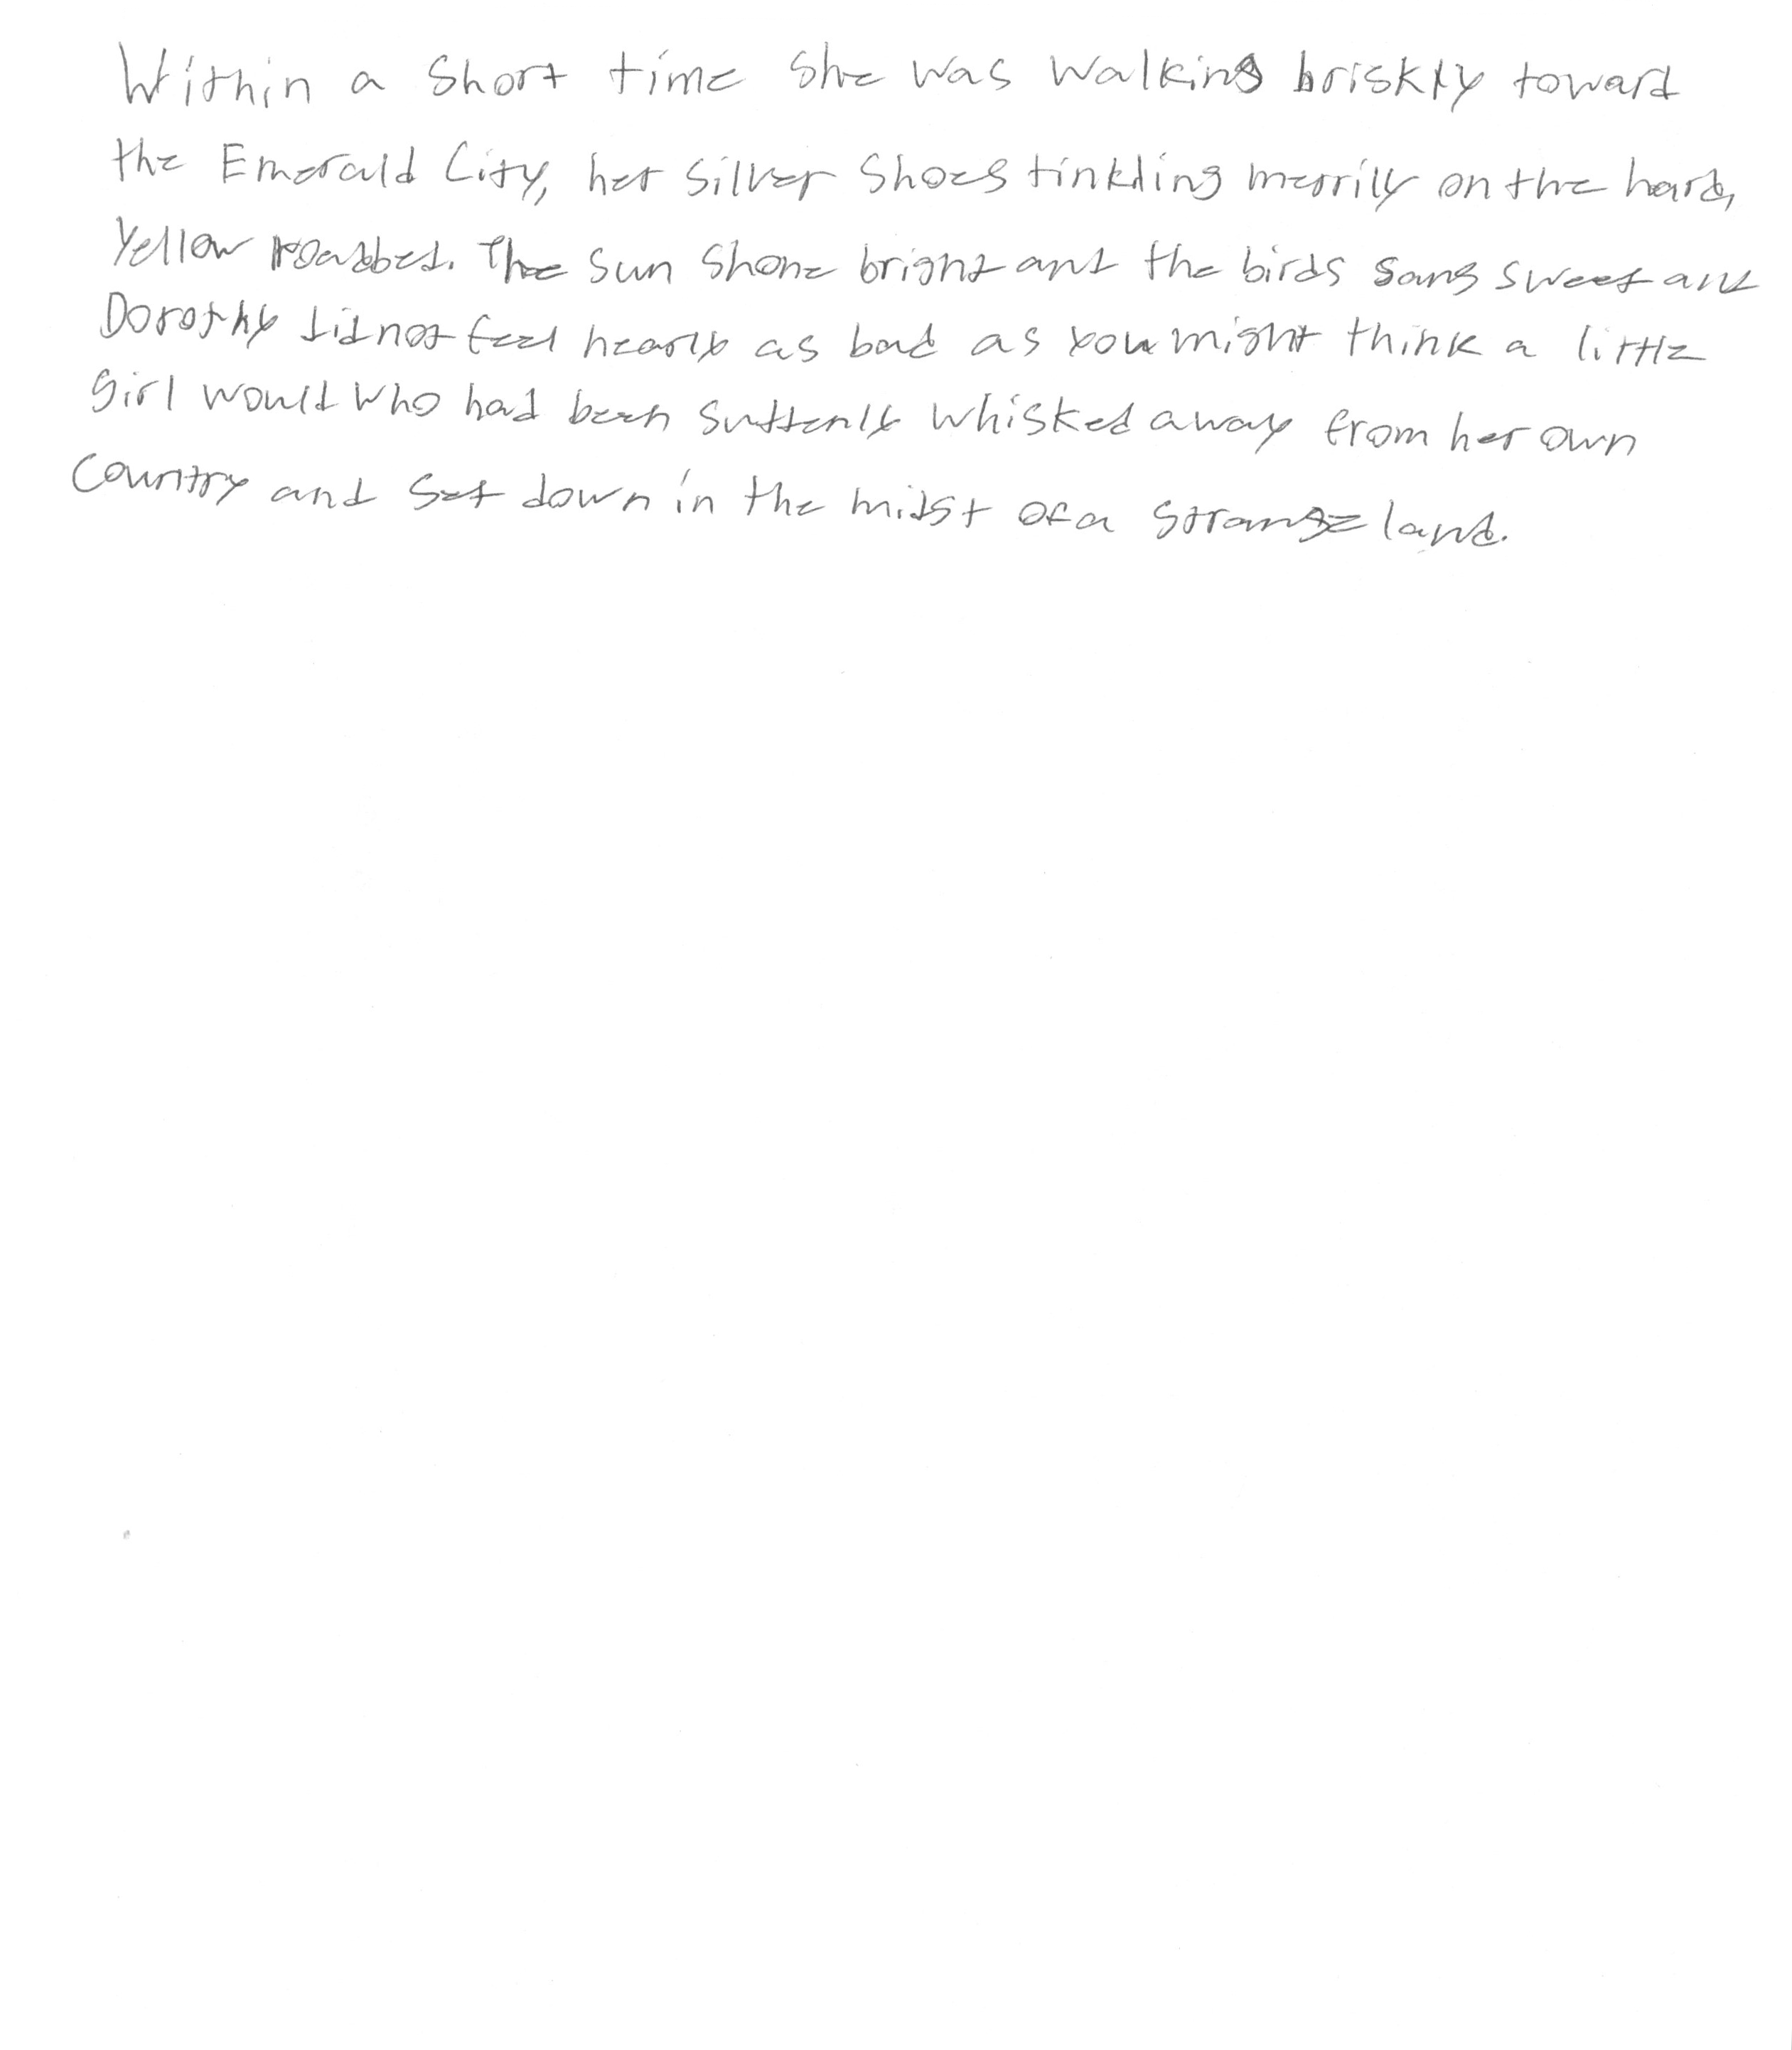 Within a short time she was walking briskly toward
the Emerald City, her silver shoes tinkling merrily on the hard,
yellow roadbed. The sun shone bright and the birds sang sweet and
Dorothy did not feel nearly as bad as you might think a little
girl would who had been suddenly whisked away from her own
country and set down in the midst of a strange land.